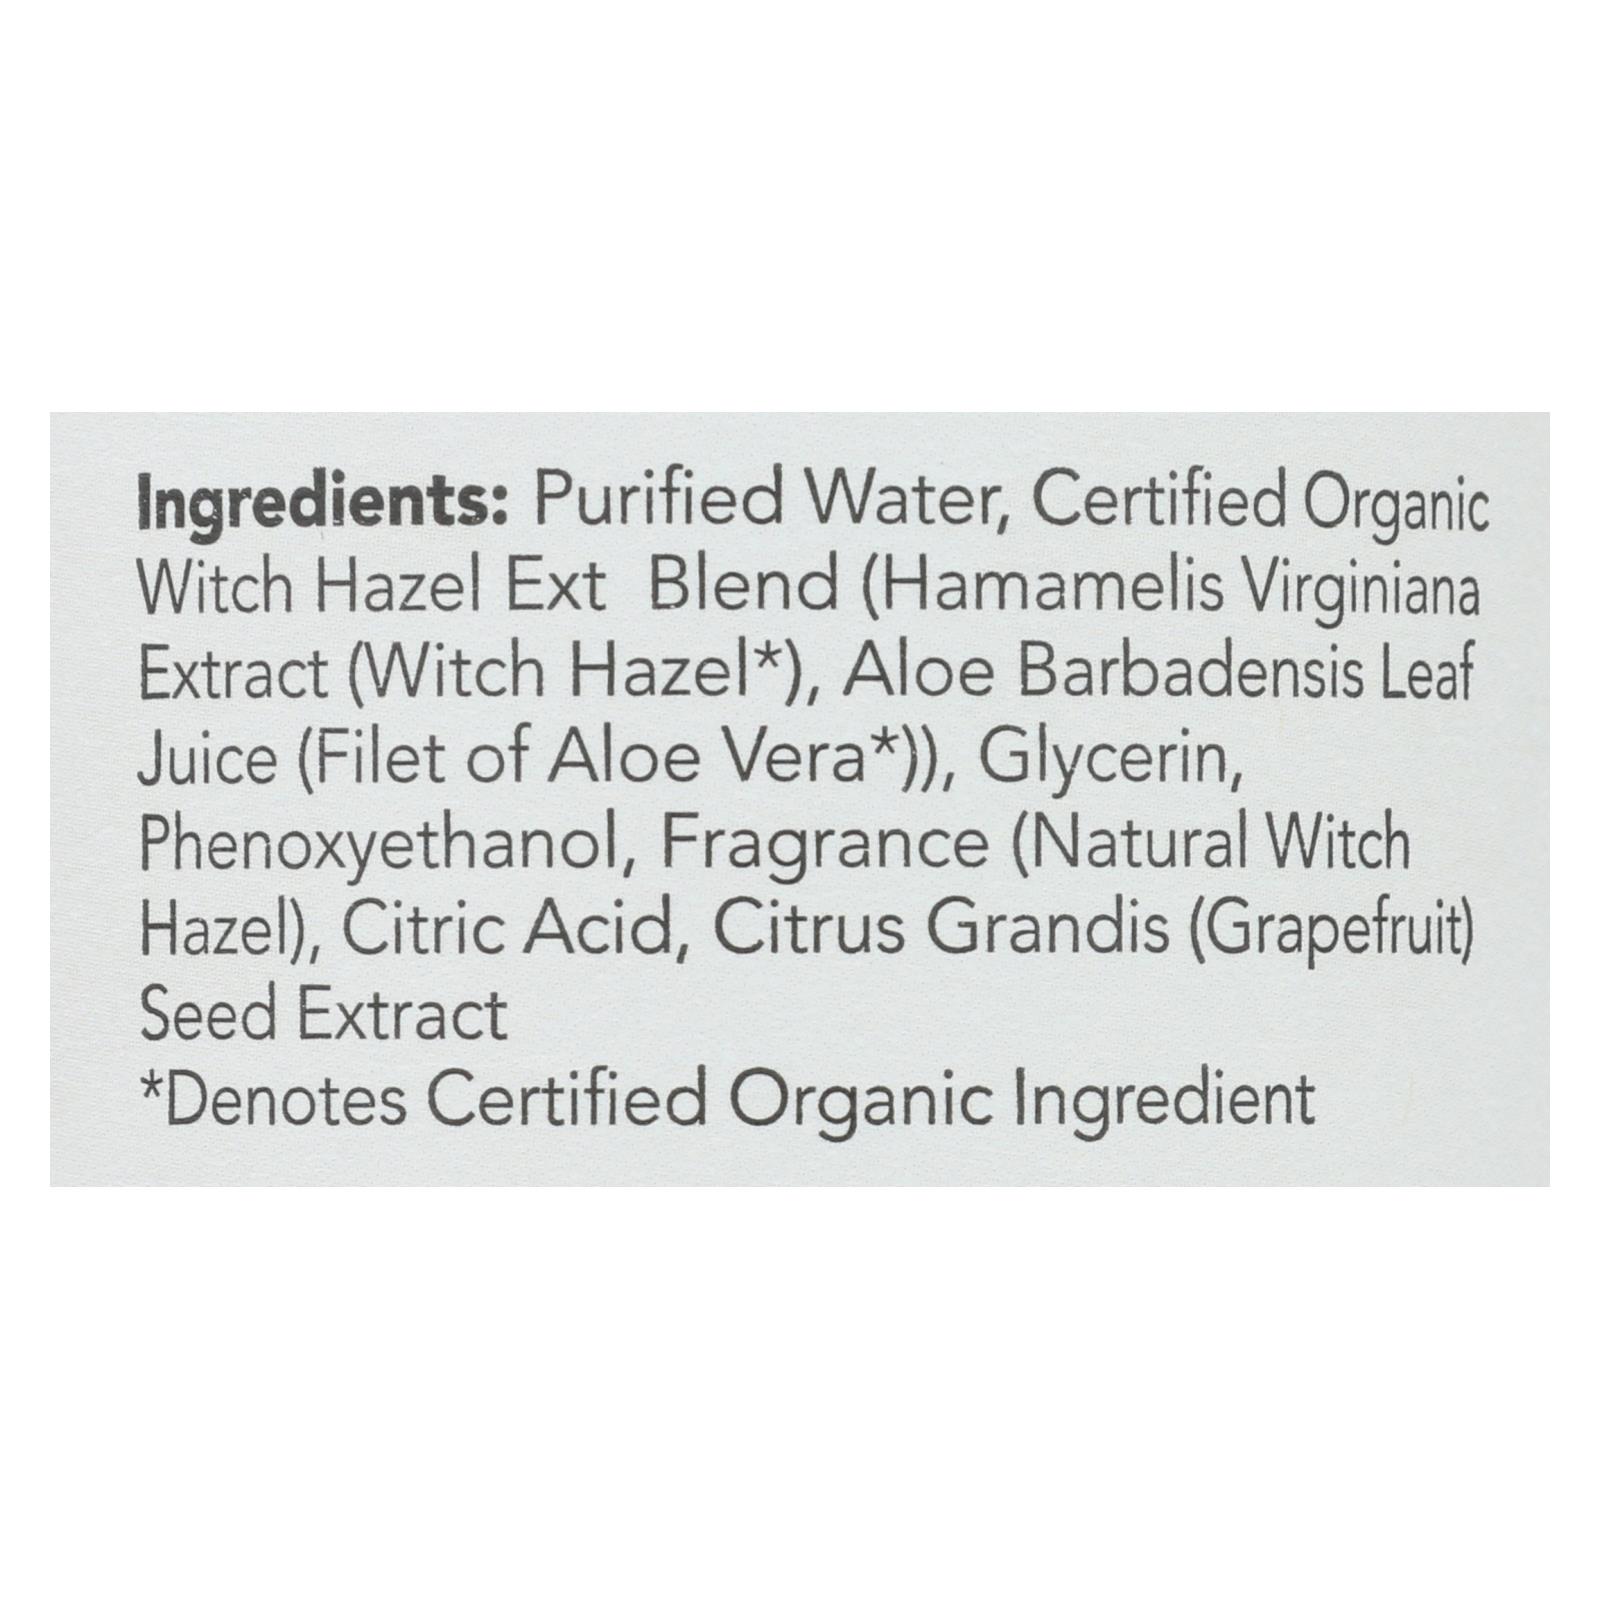 Ingredients: Purified Water, Certified Organic
Witch Hazel Ext Blend (Hamamelis Virginiana
Extract (Witch Hazel*), Aloe Barbadensis Leaf
Juice (Filet of Aloe Vera*)), Glycerin,
Phenoxyethanol, Fragrance (Natural Witch
Hazel), Citric Acid, Citrus Grandis (Grapefruit)
Seed Extract
*Denotes Certified Organic Ingredient